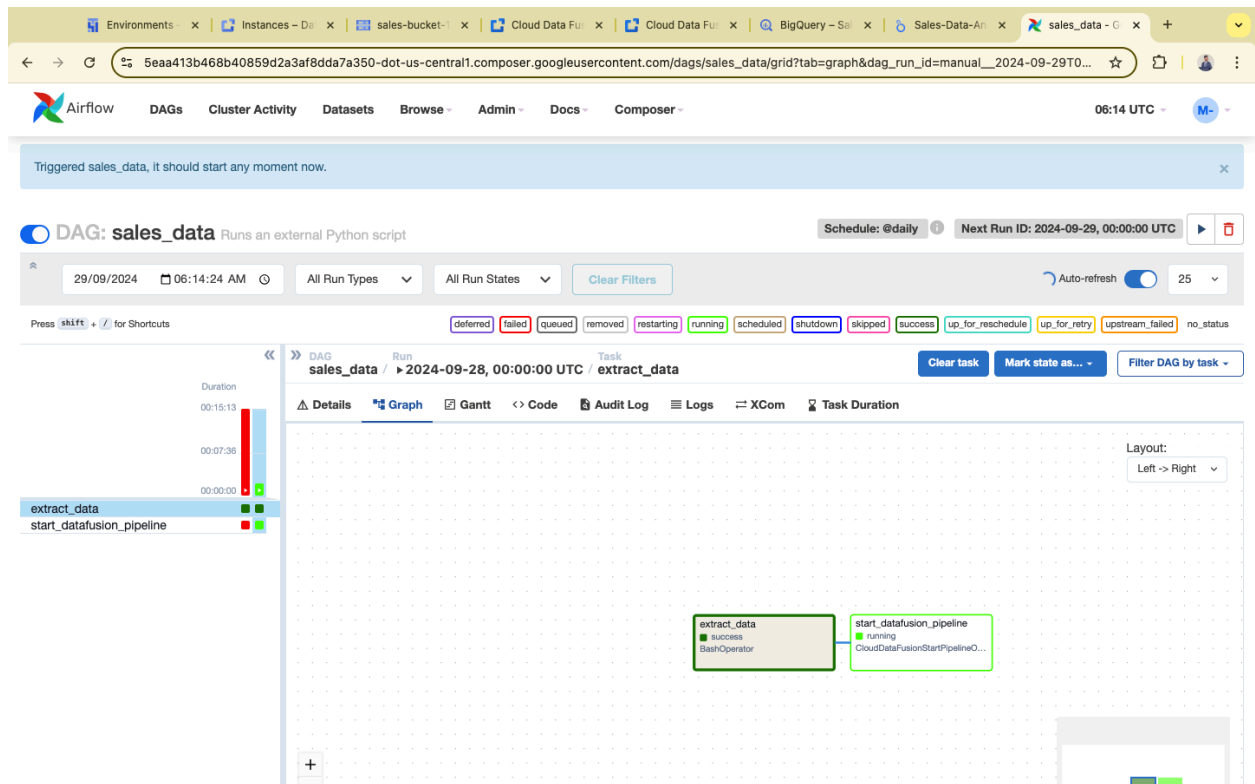 Environments -
Instances – Da
sales-bucket-1
Cloud Data Fus
Cloud Data Fus
BigQuery – Sal
Sales-Data-An
sales_data - G
5eaa413b468b40859d2a3af8dda7a350-dot-us-central1.composer.googleusercontent.com/dags/sales_data/grid?tab=graph&dag_run_id=manual__2024-09-29T0...
Airflow DAGs Cluster Activity Datasets Browse Admin Docs Composer 06:14 UTC M-
Triggered sales_data, it should start any moment now. ×
DAG: sales_data Runs an external Python script Schedule: @daily Next Run ID: 2024-09-29, 00:00:00 UTC
29/09/2024 06:14:24 AM All Run Types All Run States Clear Filters Auto-refresh 25
Press shift + / for Shortcuts deferred failed queued removed restarting running scheduled shutdown skipped success up_for_reschedule up_for_retry upstream_failed no_status
DAG Run Task
sales_data / 2024-09-28, 00:00:00 UTC / extract_data
Clear task Mark state as... Filter DAG by task
Duration
00:15:13
00:07:36
00:00:00
extract_data
start_datafusion_pipeline
Details Graph Gantt Code Audit Log Logs XCom Task Duration
Layout:
Left -> Right
extract_data
success
BashOperator
start_datafusion_pipeline
running
CloudDataFusionStartPipelineO...
+